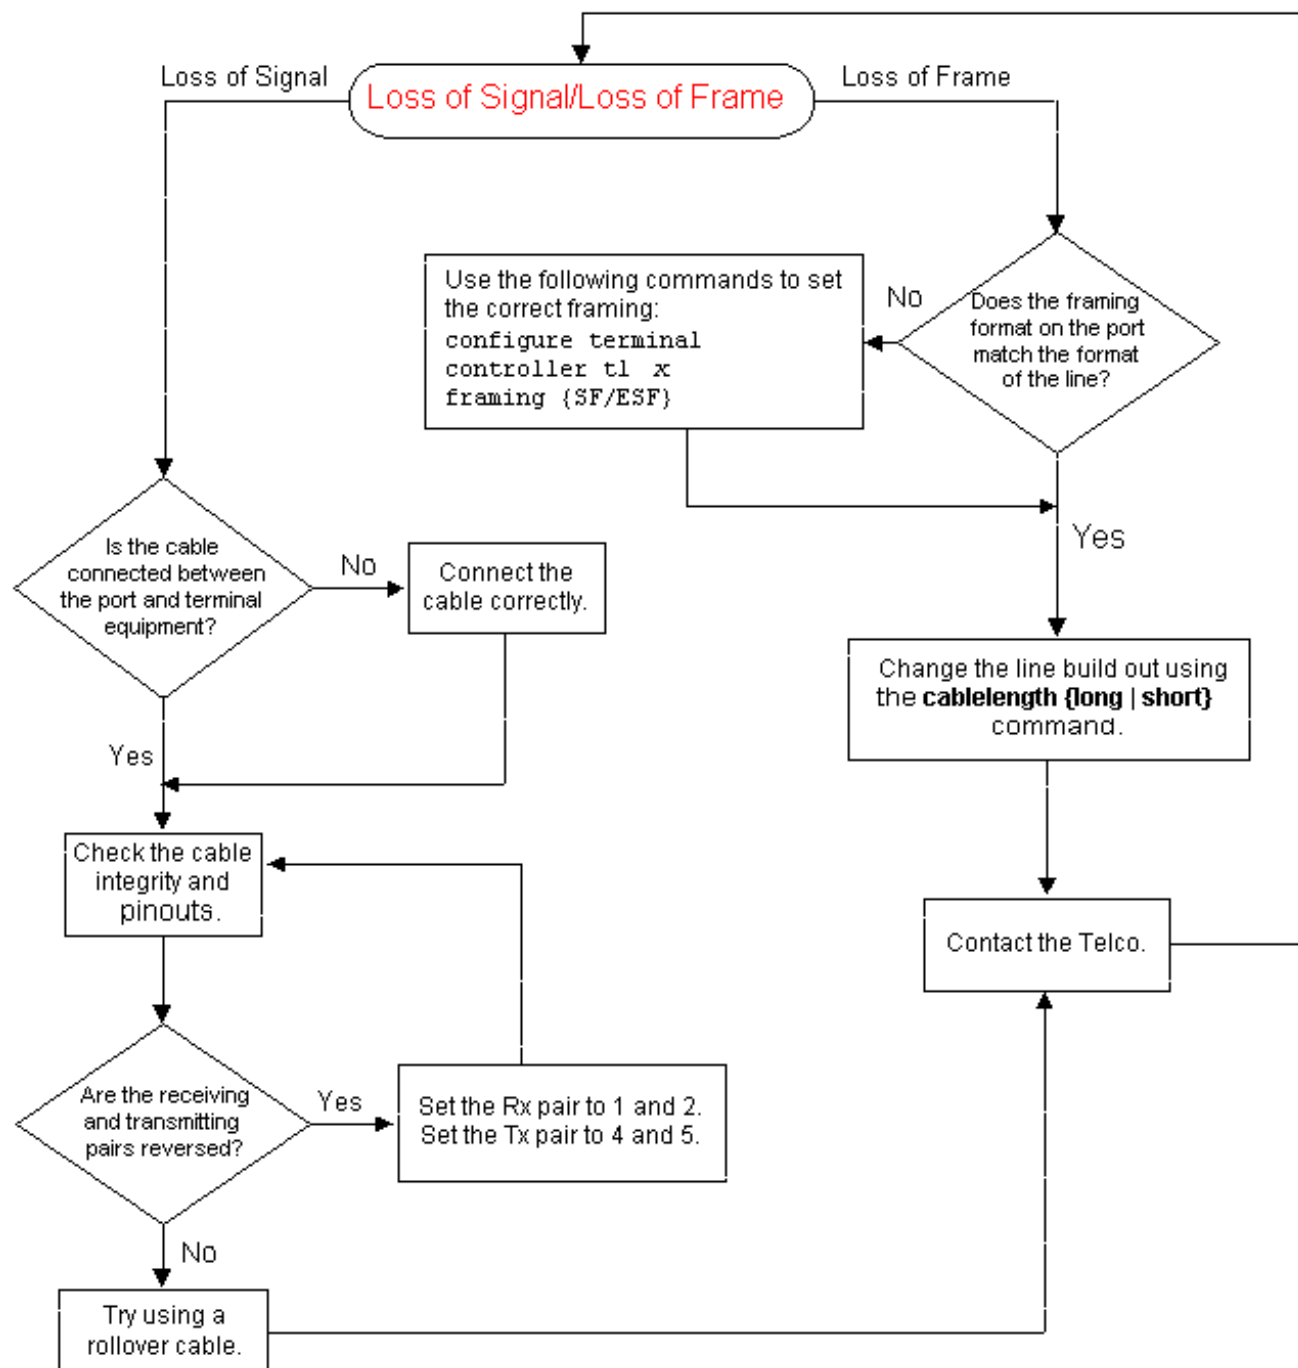 Loss of Signal
Loss of Signal/Loss of Frame
Loss of Frame
Use the following commands to set
the correct framing:
configure terminal
controller tl x
framing {SF/ESF}
No
Does the framing
format on the port
match the format
of the line?
Yes
Is the cable
connected between
the port and terminal
equipment?
No
Connect the
cable correctly.
Yes
Change the line build out using
the cablelength {long | short}
command.
Check the cable
integrity and
pinouts.
Contact the Telco.
Are the receiving
and transmitting
pairs reversed?
Yes
Set the Rx pair to 1 and 2.
Set the Tx pair to 4 and 5.
No
Try using a
rollover cable.